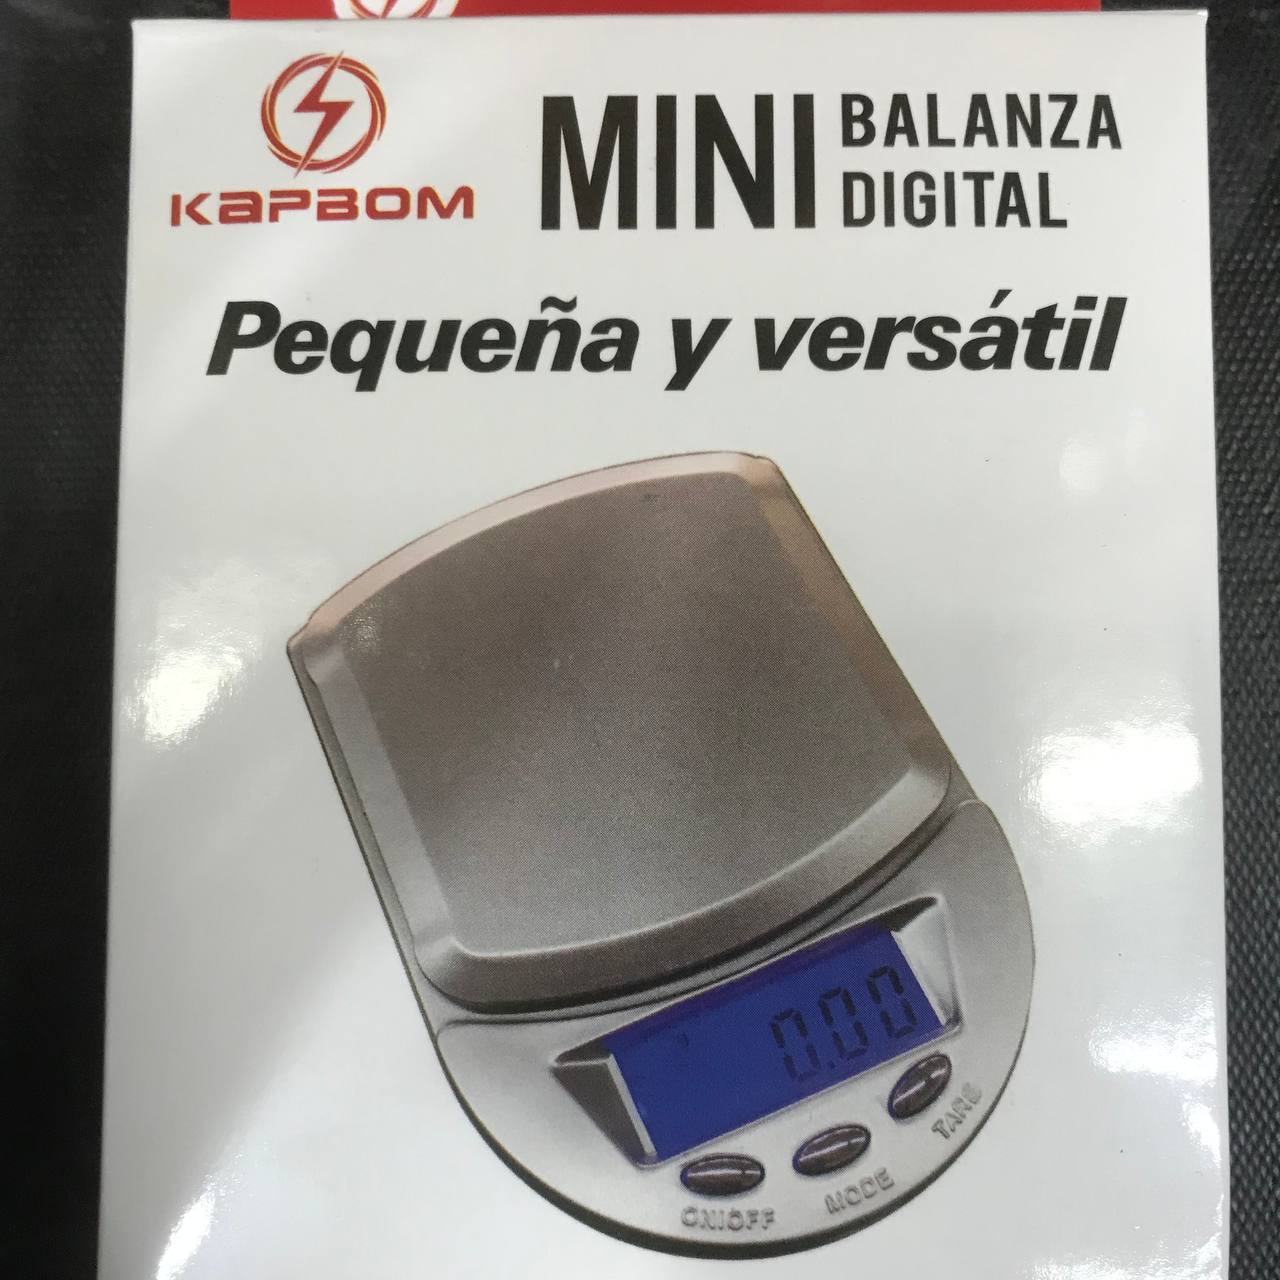 KAPBOM
MINI BALANZA
DIGITAL
Pequeña y versátil
0.00
ON/OFF
MODE
TARE